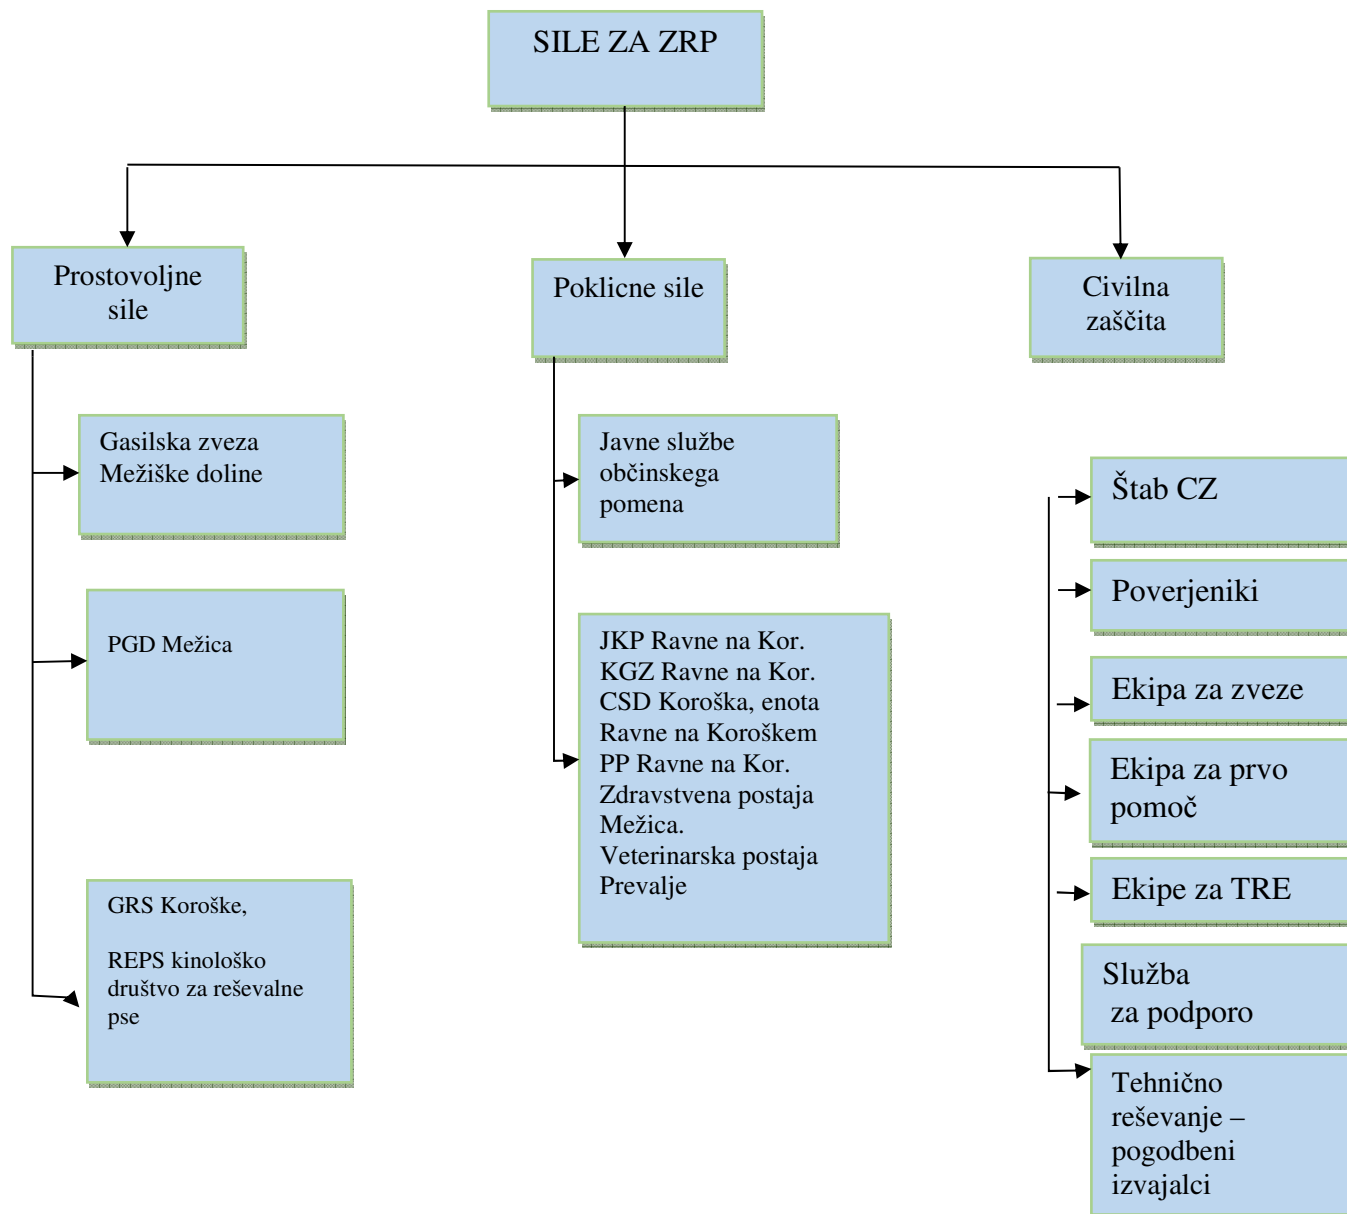 SILE ZA ZRP
Prostovoljne
sile
Poklicne sile
Civilna
zaščita
Gasilska zveza
Mežiške doline
PGD Mežica
GRS Koroške,
REPS kinološko
društvo za reševalne
pse
Javne službe
občinskega
pomena
JKP Ravne na Kor.
KGZ Ravne na Kor.
CSD Koroška, enota
Ravne na Koroškem
PP Ravne na Kor.
Zdravstvena postaja
Mežica.
Veterinarska postaja
Prevalje
Štab CZ
Poverjeniki
Ekipa za zveze
Ekipa za prvo
pomoč
Ekipe za TRE
Služba
za podporo
Tehnično
reševanje –
pogodbeni
izvajalci